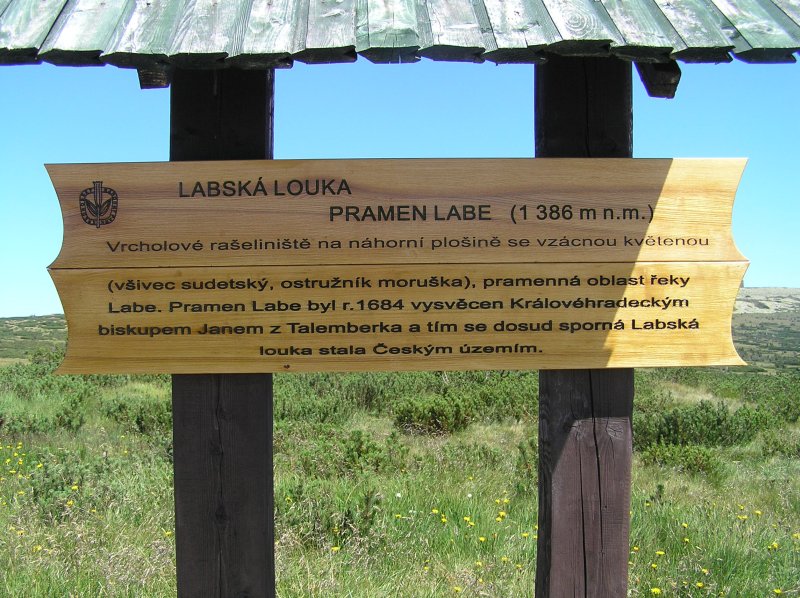 LABSKÁ LOUKA
PRAMEN LABE (1 386 m n.m.)
Vrcholové rašeliniště na náhorní plošině se vzácnou květenou
(všivec sudetský, ostružník moruška), pramenná oblast řeky
Labe. Pramen Labe byl r.1684 vysvěcen Královéhradeckým
biskupem Janem z Talemberka a tím se dosud sporná Labská
louka stala Českým územím.